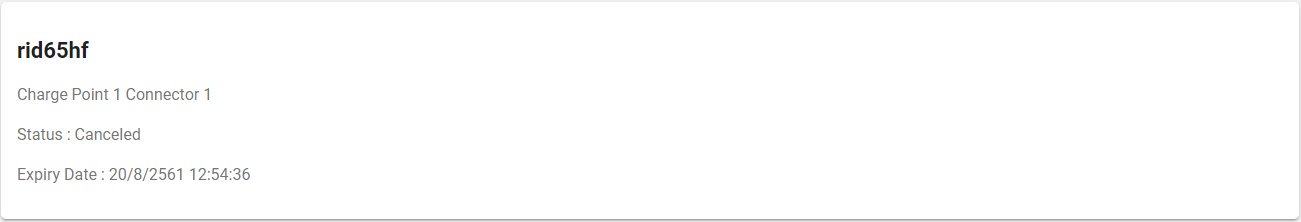 rid65hf
Charge Point 1 Connector 1
Status : Canceled
Expiry Date : 20/8/2561 12:54:36